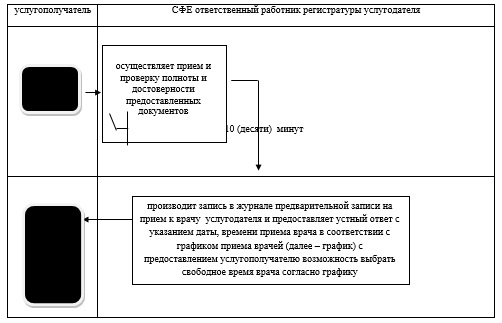 услугополучатель
СФЕ ответственный работник регистратуры услугодателя
осуществляет прием и
проверку полноты и
достоверности
предоставленных
документов
10 (десяти) минут
производит запись в журнале предварительной записи на
прием к врачу услугодателя и предоставляет устный ответ с
указанием даты, времени приема врача в соответствии с
графиком приема врачей (далее – график) с
предоставлением услугополучателю возможность выбрать
свободное время врача согласно графику